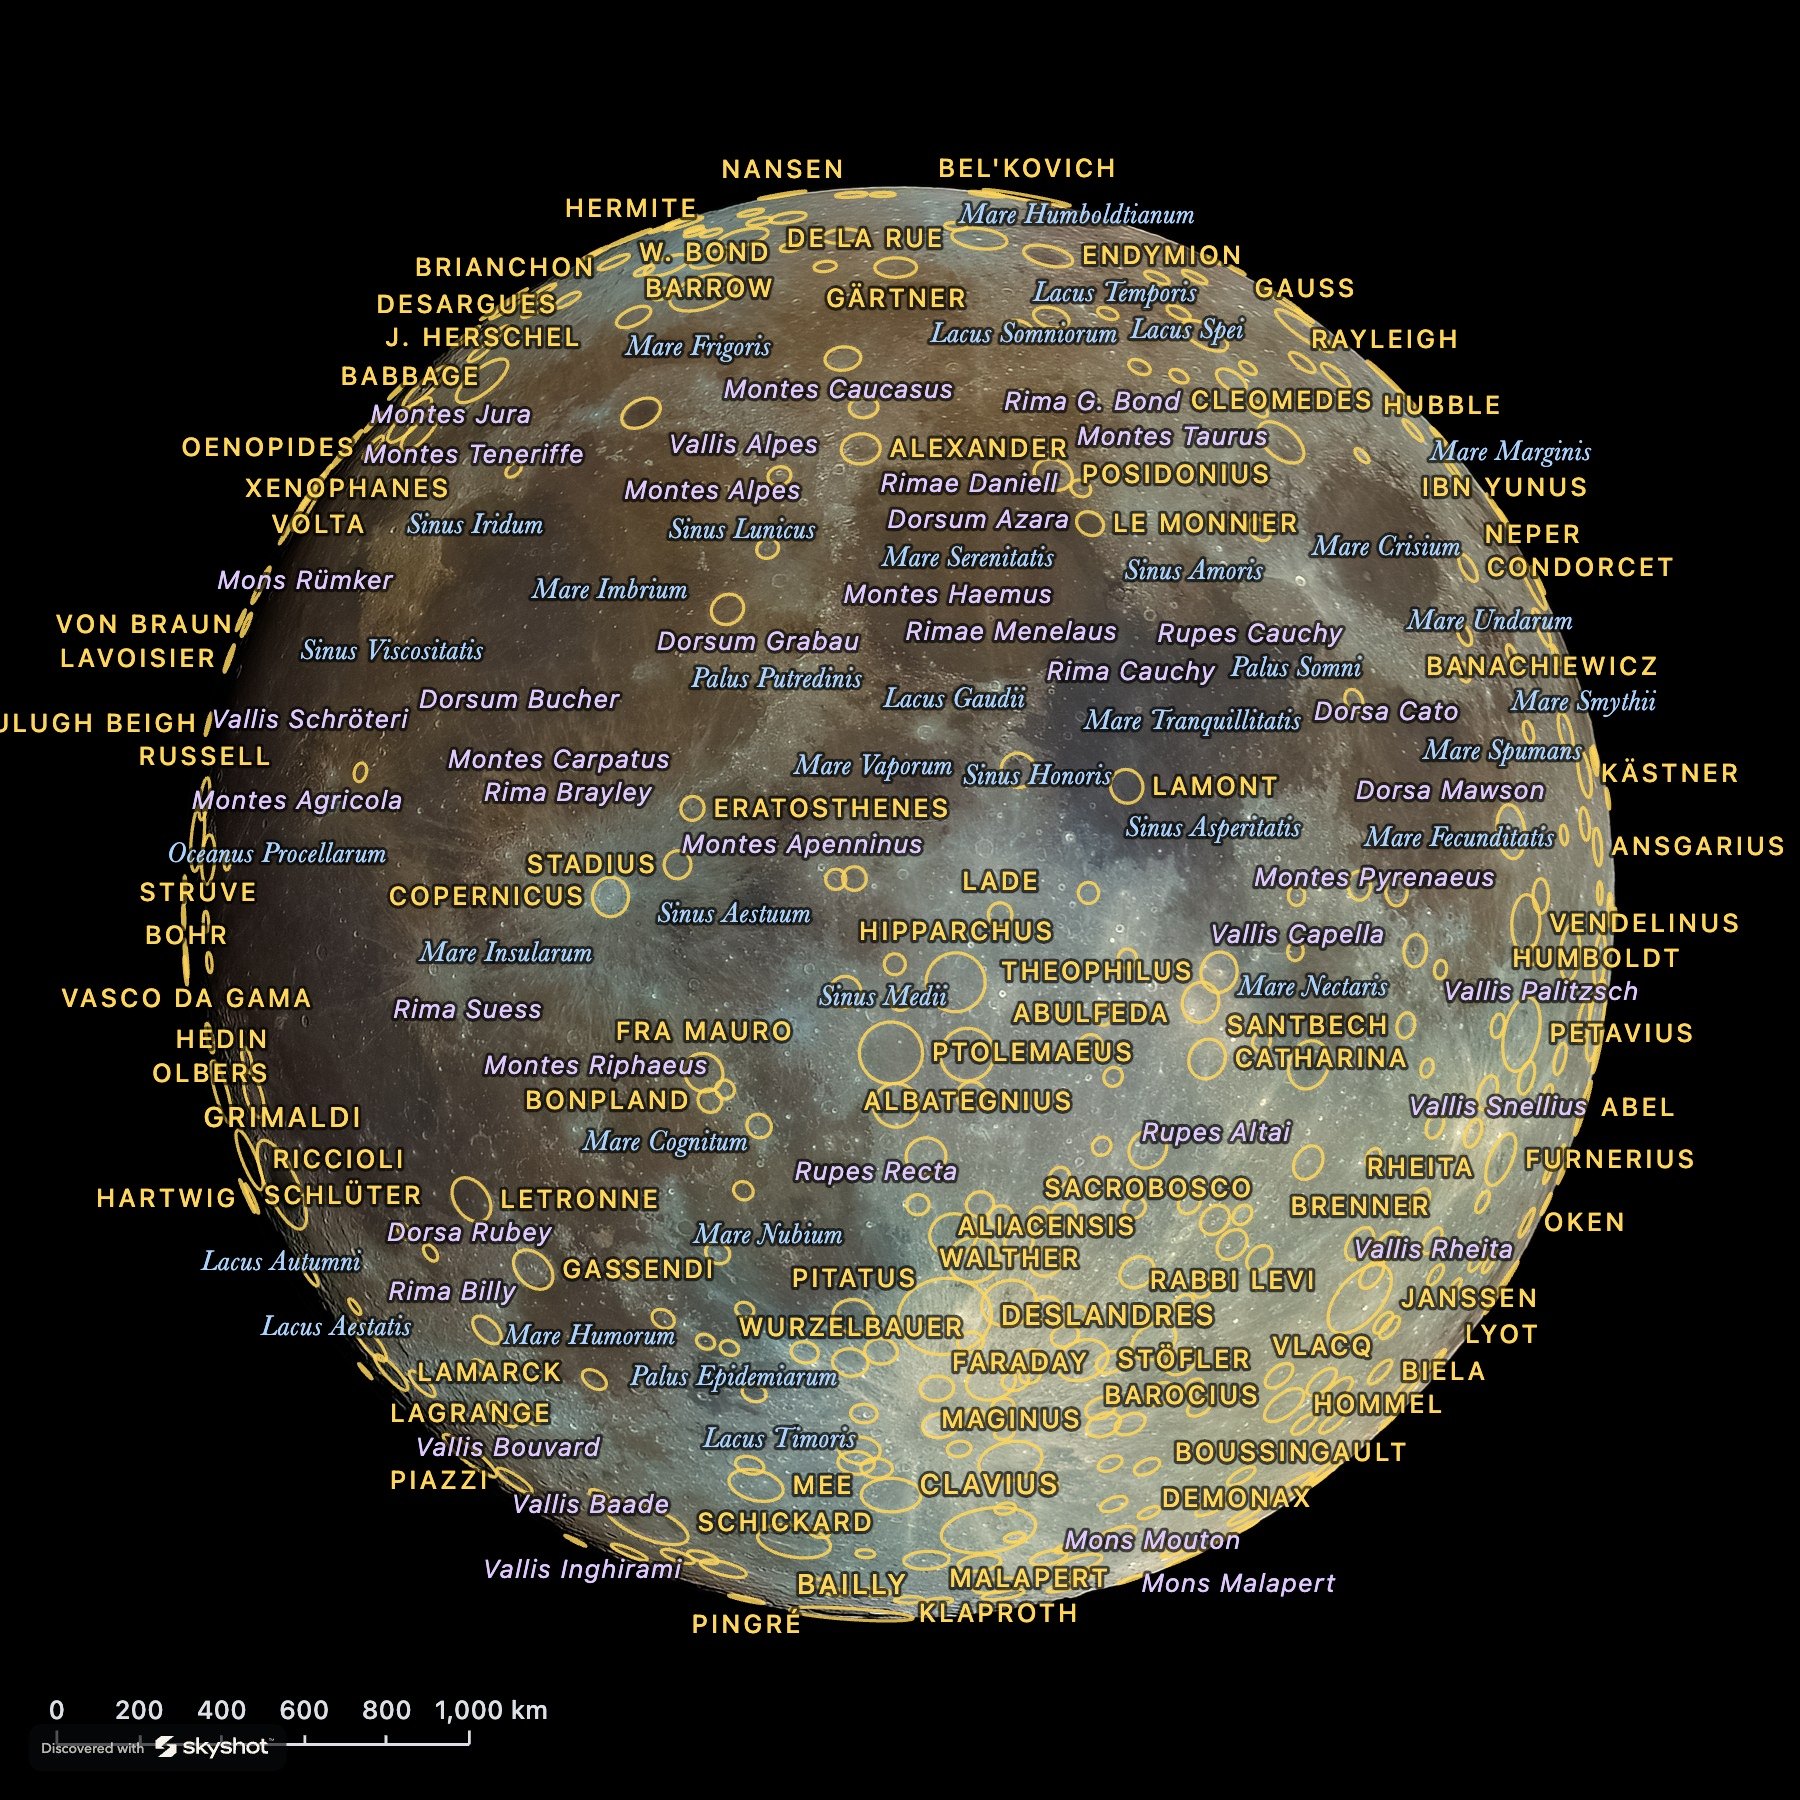 NANSEN
BEL'KOVICH
HERMITE
Mare Humboldtianum
DE LA RUE
W. BOND
ENDYMION
BRIANCHON
BARROW
GÄRTNER
Lacus Temporis
GAUSS
DESARGUES
J. HERSCHEL
Mare Frigoris
Lacus Somniorum
Lacus Spei
RAYLEIGH
BABBAGE
Montes Caucasus
Rima G. Bond
CLEOMEDES
HUBBLE
Montes Jura
OENOPIDES
Montes Teneriffe
Vallis Alpes
ALEXANDER
Montes Taurus
Mare Marginis
XENOPHANES
Montes Alpes
Rimae Daniell
POSIDONIUS
IBN YUNUS
VOLTA
Sinus Iridum
Sinus Lunicus
Dorsum Azara
LE MONNIER
NEPER
Mare Serenitatis
Mare Crisium
CONDORCET
Mons Rümker
Mare Imbrium
Montes Haemus
Sinus Amoris
VON BRAUN
Mare Undarum
LAVOISIER
Sinus Viscositatis
Dorsum Grabau
Rimae Menelaus
Rupes Cauchy
Palus Putredinis
Rima Cauchy
Palus Somni
BANACHIEWICZ
Dorsum Bucher
Lacus Gaudii
Mare Smythii
ULUGH BEIGH
Vallis Schröteri
Mare Tranquillitatis
Dorsa Cato
RUSSELL
Montes Carpatus
Mare Vaporum
Sinus Honoris
Mare Spumans
KÄSTNER
Montes Agricola
Rima Brayley
ERATOSTHENES
LAMONT
Dorsa Mawson
Oceanus Procellarum
Montes Apenninus
Sinus Asperitatis
Mare Fecunditatis
ANSGARIUS
STRUVE
STADIUS
COPERNICUS
LADE
Montes Pyrenaeus
BOHR
Sinus Aestuum
HIPPARCHUS
Vallis Capella
VENDELINUS
Mare Insularum
THEOPHILUS
HUMBOLDT
VASCO DA GAMA
Rima Suess
Sinus Medii
ABULFEDA
Mare Nectaris
Vallis Palitzsch
HEDIN
FRA MAURO
SANTBECH
PETAVIUS
OLBERS
Montes Riphaeus
PTOLEMAEUS
CATHARINA
GRIMALDI
BONPLAND
ALBATEGNIUS
Vallis Snellius
ABEL
RICCIOLI
Mare Cognitum
Rupes Altai
HARTWIG
SCHLÜTER
LETRONNE
Rupes Recta
SACROBOSCO
RHEITA
FURNERIUS
Dorsa Rubey
Mare Nubium
ALIACENSIS
BRENNER
OKEN
Lacus Autumni
GASSENDI
WALTHER
Vallis Rheita
Rima Billy
PITATUS
RABBI LEVI
JANSSEN
Lacus Aestatis
Mare Humorum
WURZELBAUER
DESLANDRES
LYOT
LAMARCK
Palus Epidemiarum
FARADAY
STÖFLER
VLACQ
BIELA
LAGRANGE
BAROCIUS
HOMMEL
Vallis Bouvard
Lacus Timoris
MAGINUS
BOUSSINGAULT
PIAZZI
MEE
CLAVIUS
DEMONAX
Vallis Baade
SCHICKARD
Mons Mouton
Vallis Inghirami
BAILLY
MALAPERT
Mons Malapert
PINGRÉ
KLAPROTH
0 200 400 600 800 1,000 km
Discovered with skyshot